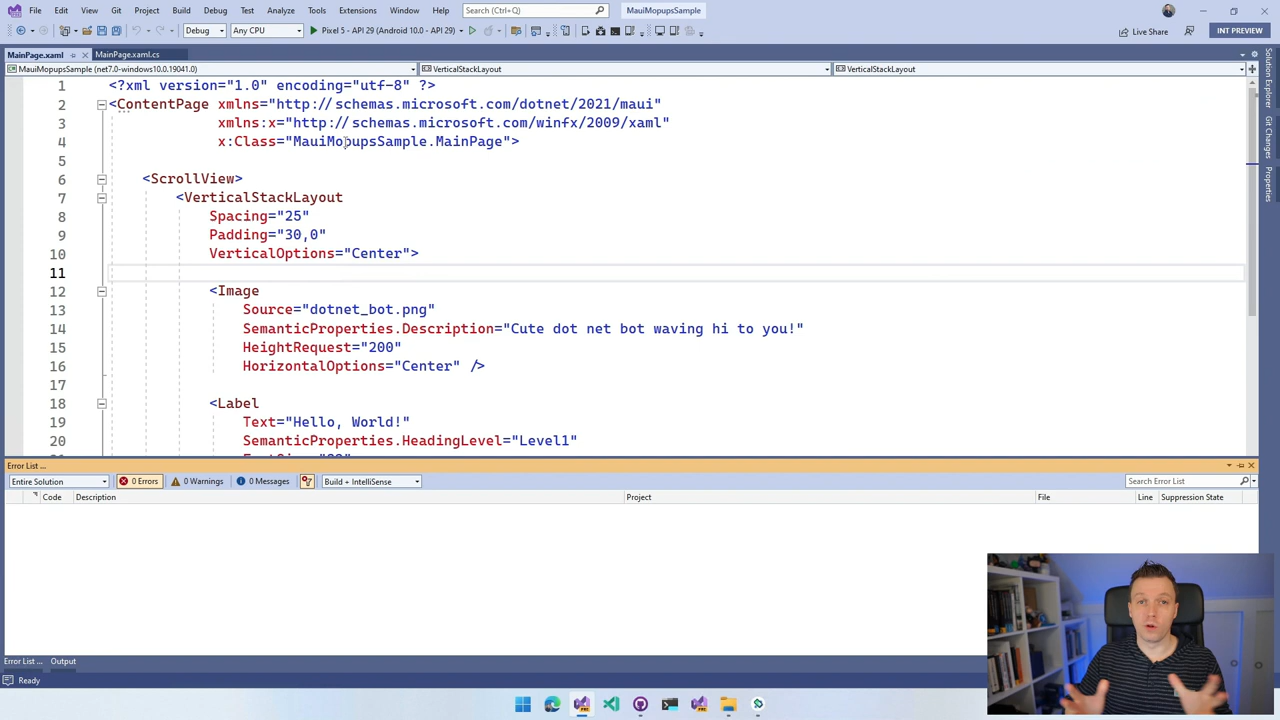 File Edit View Git Project Build Debug Test Analyze Tools Extensions Window Help Search (Ctrl+Q) MauiMopupsSample
Debug Any CPU Pixel 5 - API 29 (Android 10.0 - API 29) Live Share INT PREVIEW
MainPage.xaml MainPage.xaml.cs
MauiMopupsSample (net7.0-windows10.0.19041.0) VerticalStackLayout VerticalStackLayout
1 <?xml version="1.0" encoding="utf-8" ?>
2 <ContentPage xmlns="http://schemas.microsoft.com/dotnet/2021/maui"
3 xmlns:x="http://schemas.microsoft.com/winfx/2009/xaml"
4 x:Class="MauiMopupsSample.MainPage">
5
6 <ScrollView>
7 <VerticalStackLayout
8 Spacing="25"
9 Padding="30,0"
10 VerticalOptions="Center">
11
12 <Image
13 Source="dotnet_bot.png"
14 SemanticProperties.Description="Cute dot net bot waving hi to you!"
15 HeightRequest="200"
16 HorizontalOptions="Center" />
17
18 <Label
19 Text="Hello, World!"
20 SemanticProperties.HeadingLevel="Level1"
Solution Explorer
Git Changes
Properties
Error List ...
Entire Solution 0 Errors 0 Warnings 0 Messages Build + IntelliSense Search Error List
Code Description Project File Line Suppression State
Error List ... Output
Ready